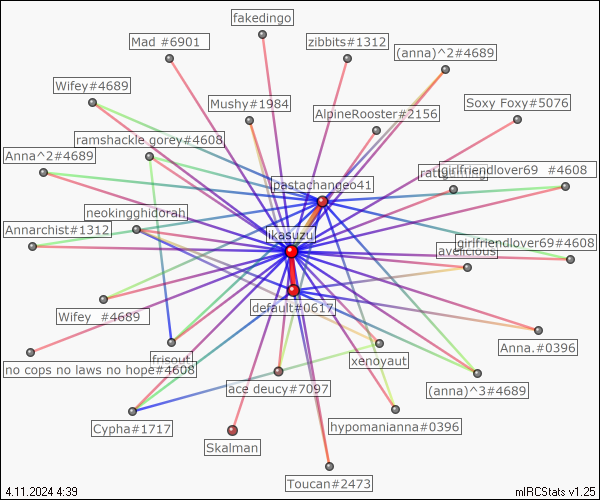 fakedingo
Mad #6901
zibbits#1312
(anna)^2#4689
Wifey#4689
Mushy#1984
AlpineRooster#2156
Soxy Foxy#5076
ramshackle gorey#4608
Anna^2#4689
girlfriendlover69 #4608
pastachange041
neokingghidorah
Annarchist#1312
ikasuzu
girlfriendlover69#4608
avelicious
default#0617
Wifey #4689
Anna.#0396
frisout
xenoyaut
no cops no laws no hope#4608
ace deucy#7097
(anna)^3#4689
Cypha#1717
hypomanianna#0396
Skalman
Toucan#2473
4.11.2024 4:39
mIRCStats v1.25